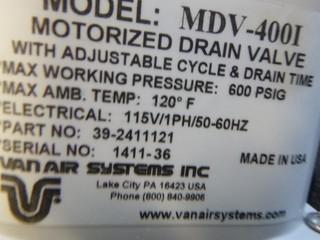 MODEL: MDV-400I
MOTORIZED DRAIN VALVE
WITH ADJUSTABLE CYCLE & DRAIN TIME
*MAX WORKING PRESSURE: 600 PSIG
*MAX AMB. TEMP: 120° F
*ELECTRICAL: 115V/1PH/50-60HZ
*PART NO: 39-2411121
*SERIAL NO: 1411-36
VAN AIR SYSTEMS INC
MADE IN USA
Lake City PA 16423 USA
Phone (800) 840-9906
www.vanairsystems.com